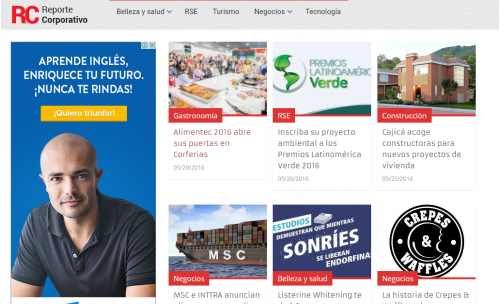 RC Reporte Corporativo
Belleza y salud
RSE
Turismo
Negocios
Tecnología
APRENDE INGLÉS,
ENRIQUECE TU FUTURO.
¡NUNCA TE RINDAS!
¡Quiero triunfar!
Gastronomía
Alimentec 2016 abre
sus puertas en
Corferias
05/29/2016
PREMIOS
LATINOAMÉRICA
Verde
RSE
Inscriba su proyecto
ambiental a los
Premios Latinomérica
Verde 2016
05/26/2016
Construcción
Cajicá acoge
constructoras para
nuevos proyectos de
vivienda
05/25/2016
MSC
Negocios
MSC e INTRA anuncian
ESTUDIOS
DEMUESTRAN QUE MIENTRAS
SONRÍES
SE LIBERAN
ENDORFINAS
Belleza y salud
Listerine Whitening te
CREPES
&
WAFFLES
Negocios
La historia de Crepes &